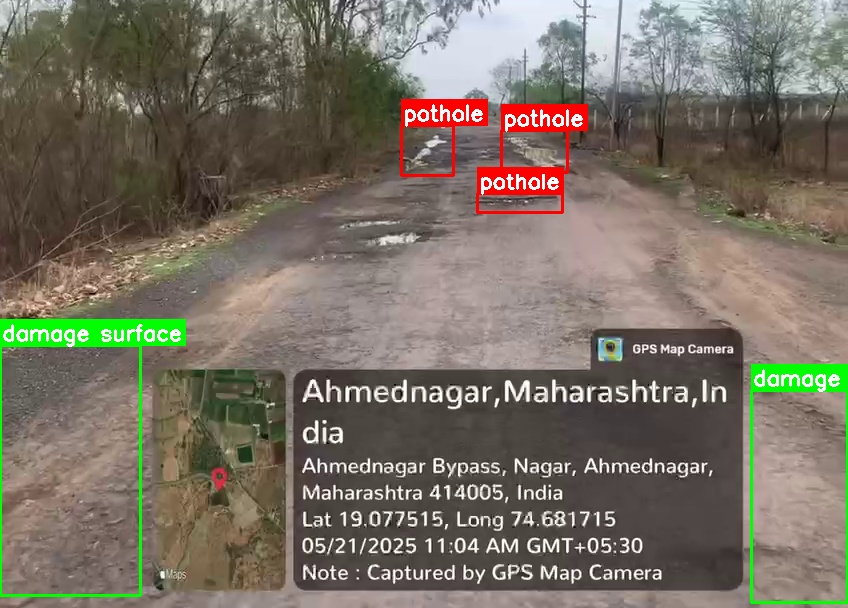 pothole
pothole
pothole
damage surface
damage
GPS Map Camera
Ahmednagar,Maharashtra,In
dia
Ahmednagar Bypass, Nagar, Ahmednagar,
Maharashtra 414005, India
Lat 19.077515, Long 74.681715
05/21/2025 11:04 AM GMT+05:30
Note : Captured by GPS Map Camera
Maps